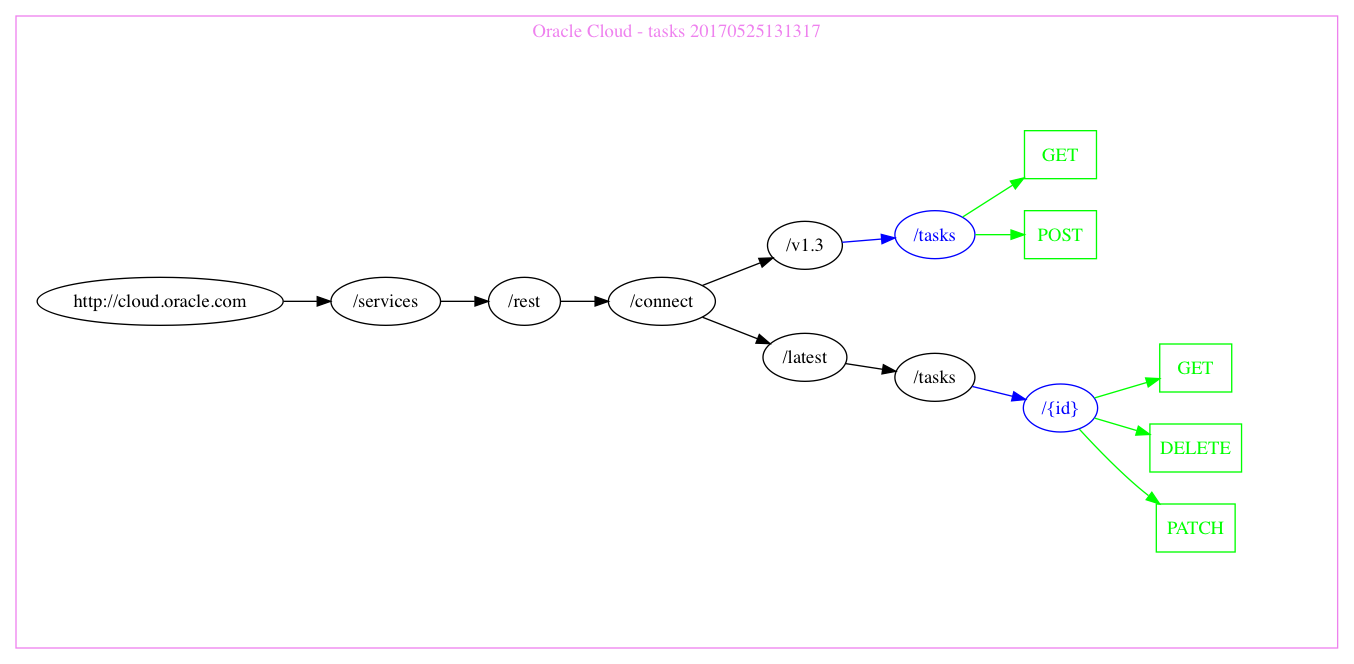 Oracle Cloud - tasks 20170525131317
http://cloud.oracle.com
/services
/rest
/connect
/v1.3
/tasks
GET
POST
/latest
/tasks
/{id}
GET
DELETE
PATCH